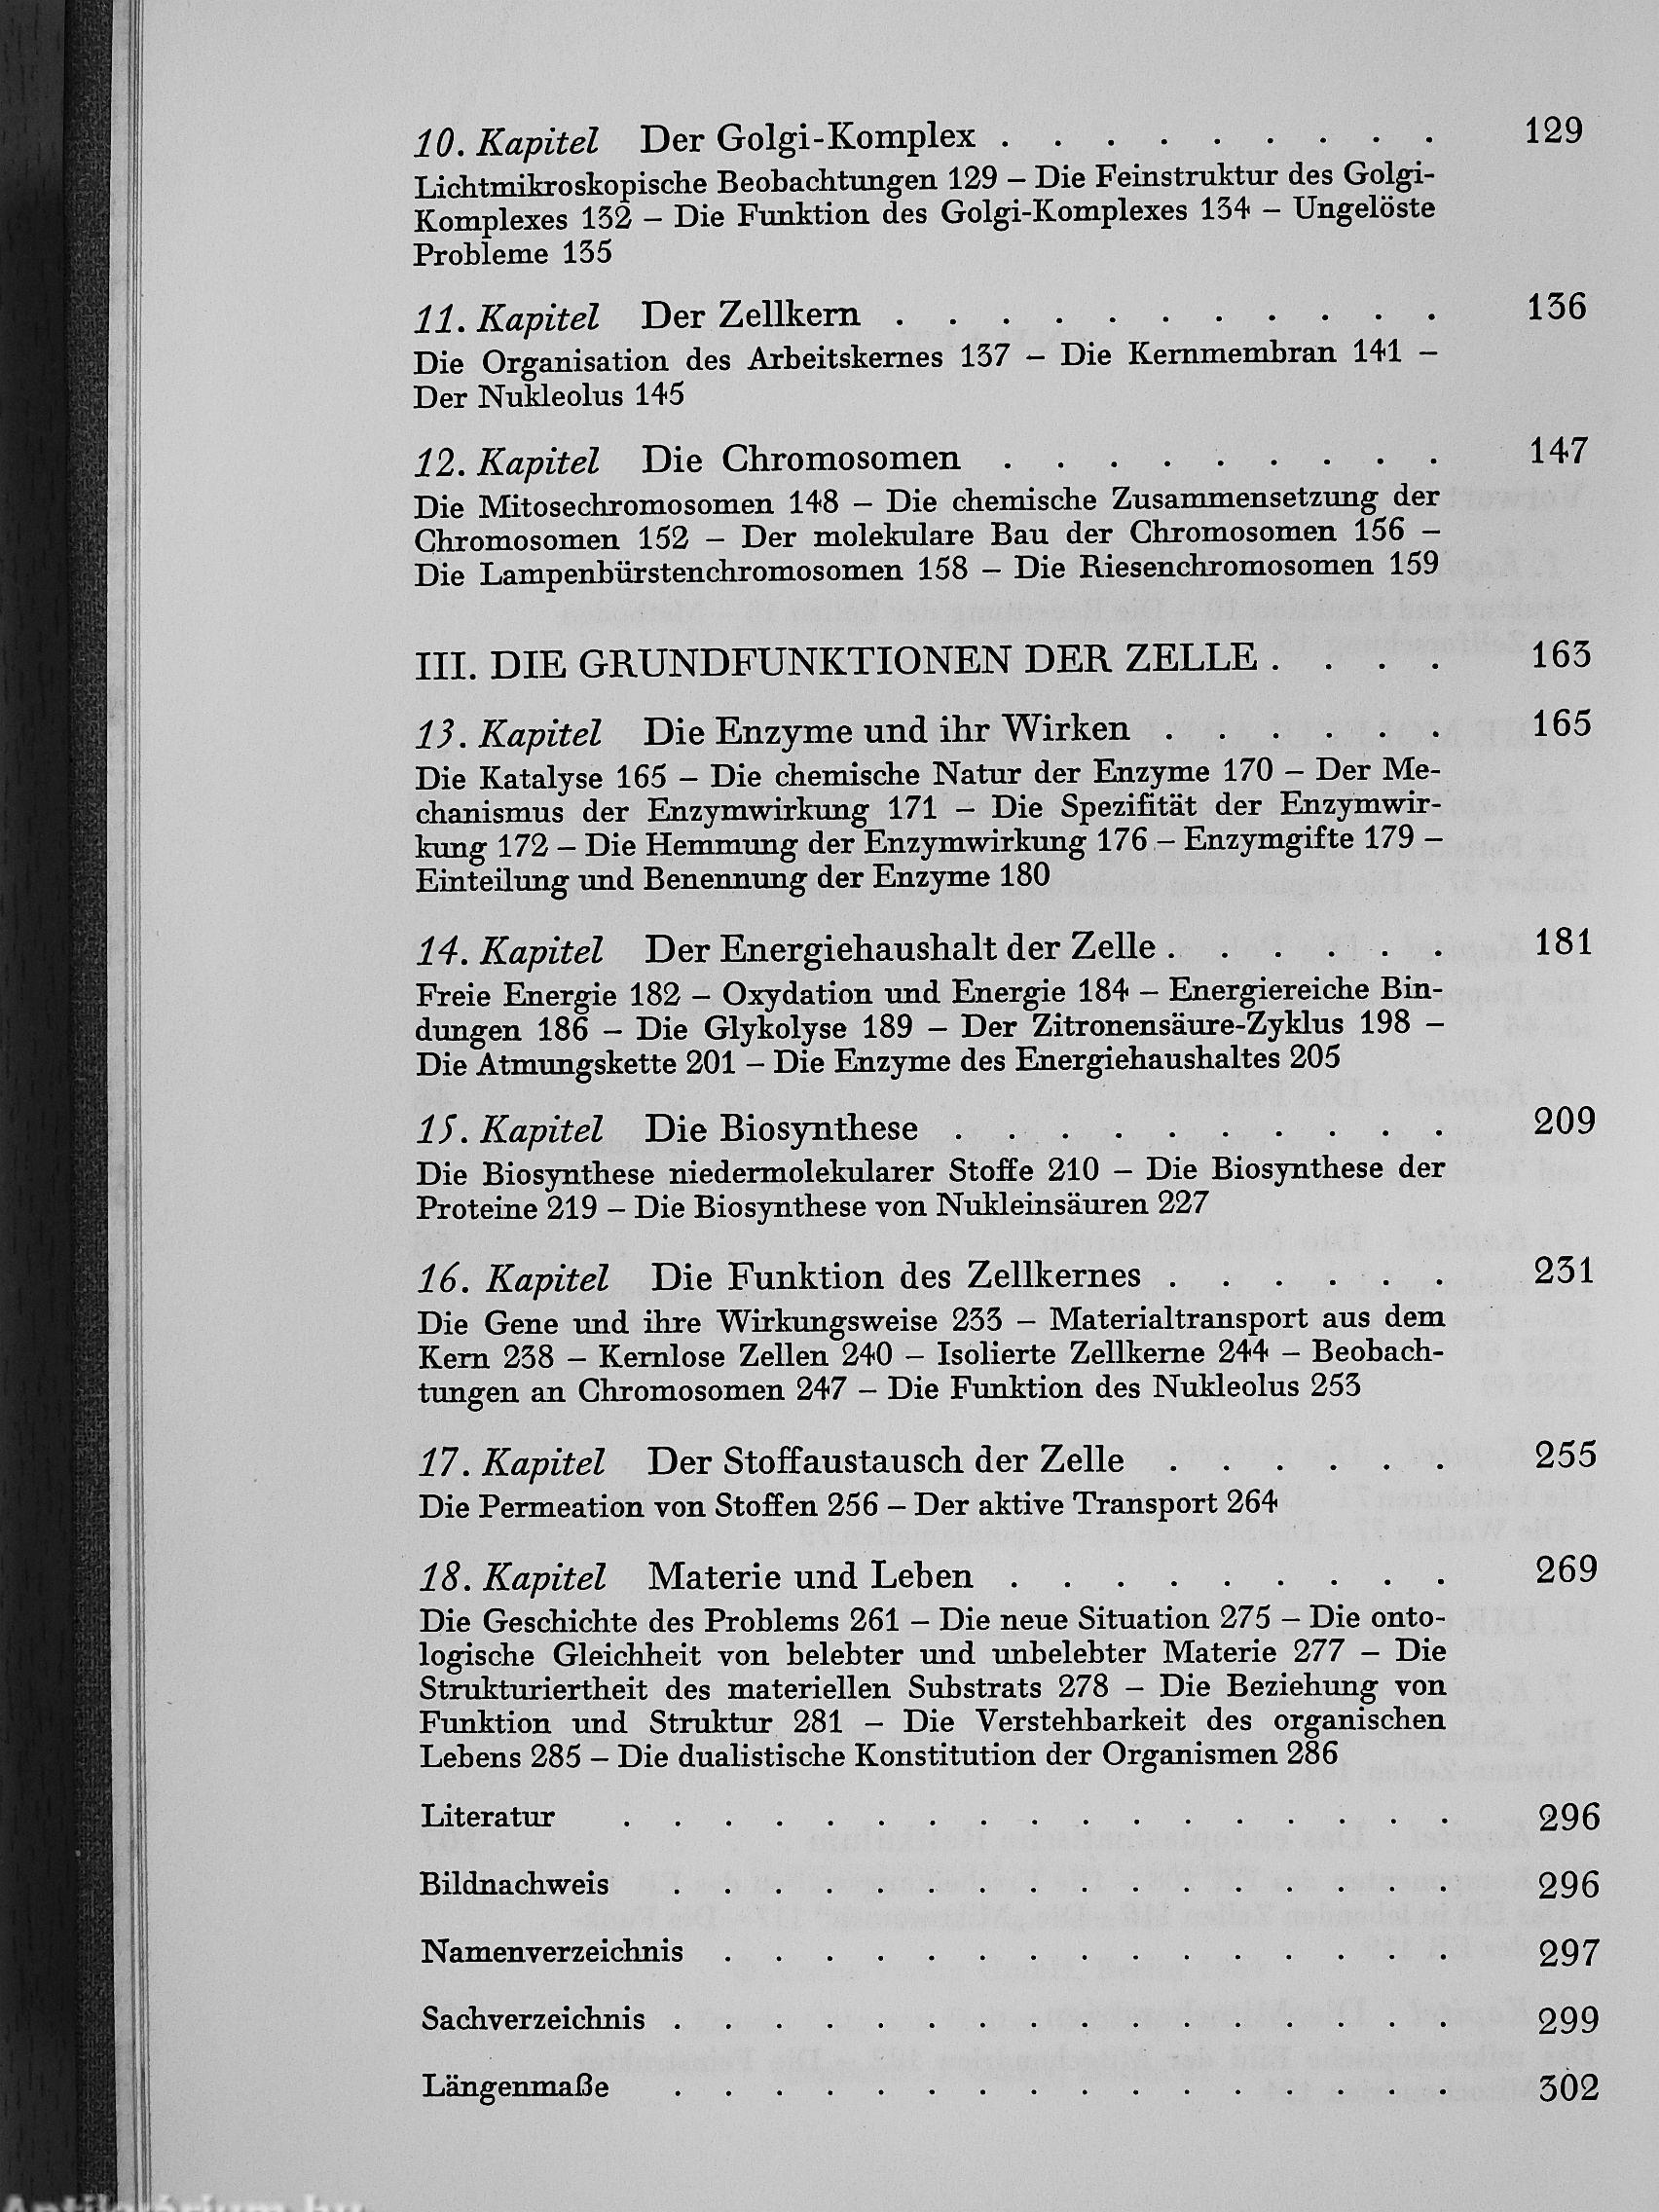 10. Kapitel Der Golgi-Komplex . . . . . . . . . 129
Lichtmikroskopische Beobachtungen 129 – Die Feinstruktur des Golgi-
Komplexes 132 – Die Funktion des Golgi-Komplexes 134 – Ungelöste
Probleme 135
11. Kapitel Der Zellkern . . . . . . . . . . . 136
Die Organisation des Arbeitskernes 137 – Die Kernmembran 141 –
Der Nukleolus 145
12. Kapitel Die Chromosomen . . . . . . . . . 147
Die Mitosechromosomen 148 – Die chemische Zusammensetzung der
Chromosomen 152 – Der molekulare Bau der Chromosomen 156 –
Die Lampenbürstenchromosomen 158 – Die Riesenchromosomen 159
III. DIE GRUNDFUNKTIONEN DER ZELLE . . . . 163
13. Kapitel Die Enzyme und ihr Wirken . . . . . . 165
Die Katalyse 165 – Die chemische Natur der Enzyme 170 – Der Me-
chanismus der Enzymwirkung 171 – Die Spezifität der Enzymwir-
kung 172 – Die Hemmung der Enzymwirkung 176 – Enzymgifte 179 –
Einteilung und Benennung der Enzyme 180
14. Kapitel Der Energiehaushalt der Zelle . . . . . . 181
Freie Energie 182 – Oxydation und Energie 184 – Energiereiche Bin-
dungen 186 – Die Glykolyse 189 – Der Zitronensäure-Zyklus 198 –
Die Atmungskette 201 – Die Enzyme des Energiehaushaltes 205
15. Kapitel Die Biosynthese . . . . . . . . . . 209
Die Biosynthese niedermolekularer Stoffe 210 – Die Biosynthese der
Proteine 219 – Die Biosynthese von Nukleinsäuren 227
16. Kapitel Die Funktion des Zellkernes . . . . . . 231
Die Gene und ihre Wirkungsweise 233 – Materialtransport aus dem
Kern 238 – Kernlose Zellen 240 – Isolierte Zellkerne 244 – Beobach-
tungen an Chromosomen 247 – Die Funktion des Nukleolus 253
17. Kapitel Der Stoffaustausch der Zelle . . . . . . 255
Die Permeation von Stoffen 256 – Der aktive Transport 264
18. Kapitel Materie und Leben . . . . . . . . . 269
Die Geschichte des Problems 261 – Die neue Situation 275 – Die onto-
logische Gleichheit von belebter und unbelebter Materie 277 – Die
Strukturiertheit des materiellen Substrats 278 – Die Beziehung von
Funktion und Struktur 281 – Die Verstehbarkeit des organischen
Lebens 285 – Die dualistische Konstitution der Organismen 286
Literatur . . . . . . . . . . . . . . . . . 296
Bildnachweis . . . . . . . . . . . . . . . . 296
Namenverzeichnis . . . . . . . . . . . . . . . 297
Sachverzeichnis . . . . . . . . . . . . . . . . 299
Längenmaße . . . . . . . . . . . . . . . . 302